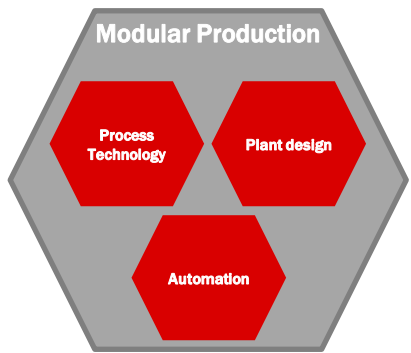 Modular Production
Process
Technology
Plant design
Automation